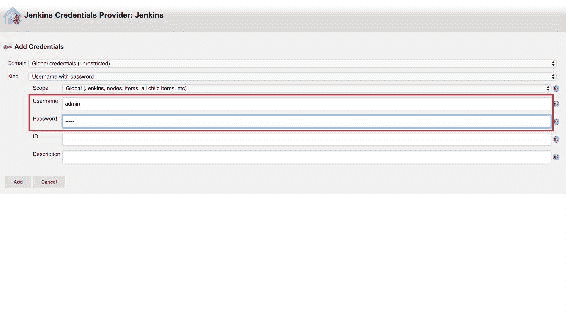 Jenkins Credentials Provider: Jenkins
Add Credentials
Domain Global credentials (unrestricted)
Kind Username with password
Scope Global (Jenkins, nodes, items, all child items, etc)
Username admin
Password •••••
ID
Description
Add Cancel